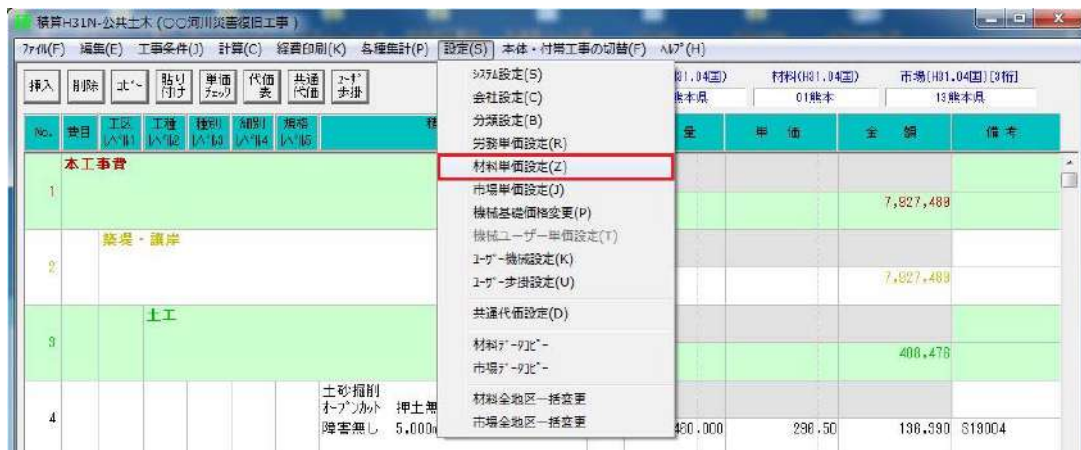 積算H31N-公共土木 (〇〇河川災害復旧工事 )
ﾌｧｲﾙ(F) 編集(E) 工事条件(J) 計算(C) 経費印刷(K) 各種集計(P) 設定(S) 本体・付帯工事の切替(F) ﾍﾙﾌﾟ(H)
挿入 削除 ｺﾋﾟｰ 貼り付け 単価ﾁｪｯｸ 代価表 共通代価 ﾕｰｻﾞ歩掛
材料(H31.04国) 市場[H31.04国][3桁]
熊本県 01熊本 13熊本県
No. 費目 工区ﾚﾍﾞﾙ1 工種ﾚﾍﾞﾙ2 種別ﾚﾍﾞﾙ3 細別ﾚﾍﾞﾙ4 規格ﾚﾍﾞﾙ5 量 単 価 金 額 備 考
システム設定(S)
会社設定(C)
分類設定(B)
労務単価設定(R)
材料単価設定(Z)
市場単価設定(J)
機械基礎価格変更(P)
機械ユーザー単価設定(T)
ﾕｰｻﾞｰ機械設定(K)
ﾕｰｻﾞｰ歩掛設定(U)
共通代価設定(D)
材料ﾃﾞｰﾀｺﾋﾟｰ
市場ﾃﾞｰﾀｺﾋﾟｰ
材料全地区一括変更
市場全地区一括変更
本工事費
1 7,827,489
築堤・護岸
2 7,827,489
土工
3 408,476
土砂掘削
ｵｰﾌﾟﾝｶｯﾄ 押土無
4 障害無し 5,000 298.50 136,390 S19004